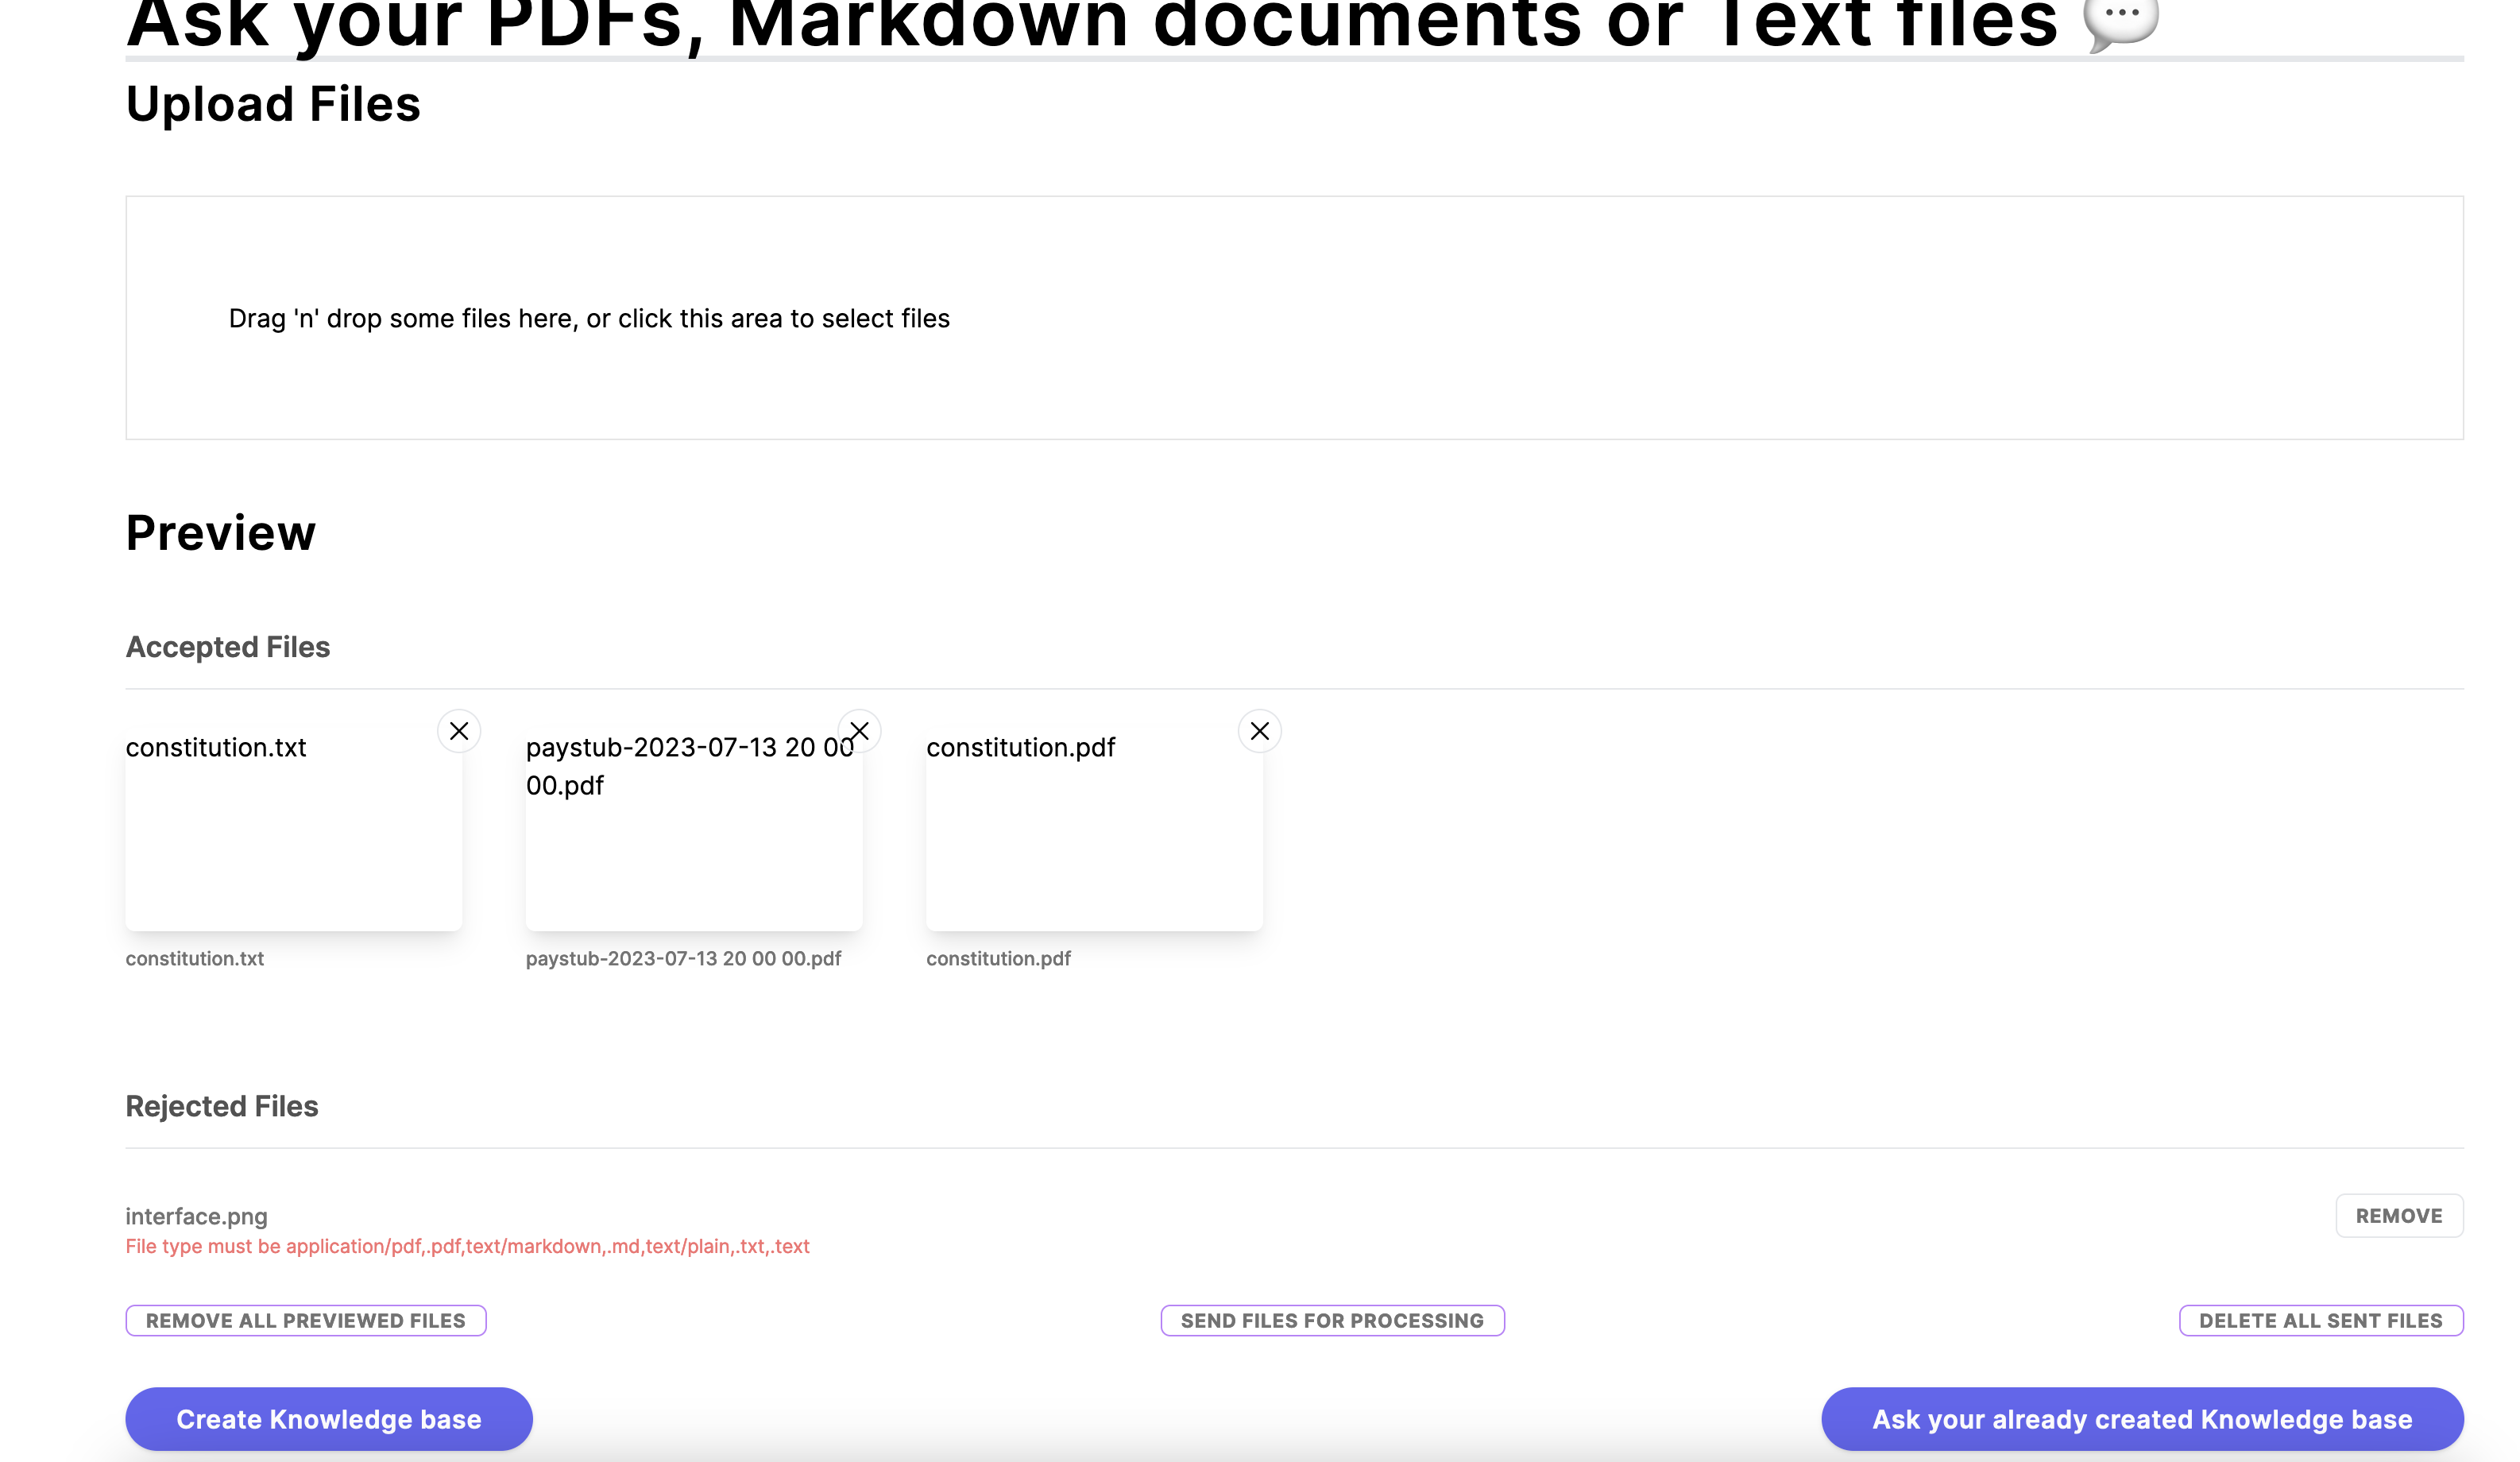 Ask your PDFs, Markdown documents or Text files
Upload Files
Drag 'n' drop some files here, or click this area to select files
Preview
Accepted Files
constitution.txt
paystub-2023-07-13 20 00
00.pdf
constitution.pdf
constitution.txt
paystub-2023-07-13 20 00 00.pdf
constitution.pdf
Rejected Files
interface.png
REMOVE
File type must be application/pdf,.pdf,text/markdown,.md,text/plain,.txt,.text
REMOVE ALL PREVIEWED FILES
SEND FILES FOR PROCESSING
DELETE ALL SENT FILES
Create Knowledge base
Ask your already created Knowledge base